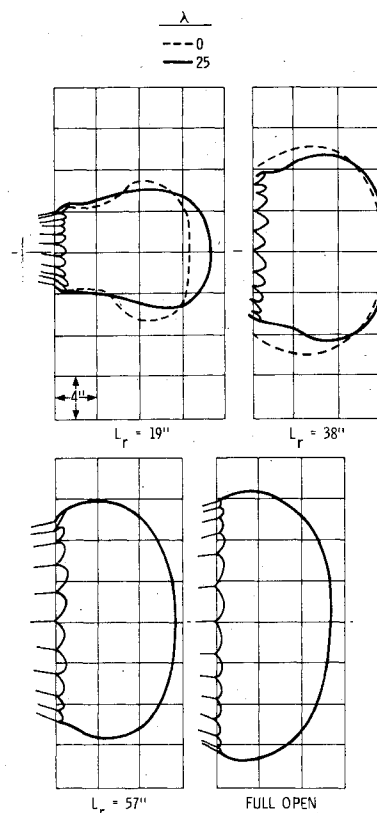 λ
0
25
4"
L_r = 19"
L_r = 38"
L_r = 57"
FULL OPEN